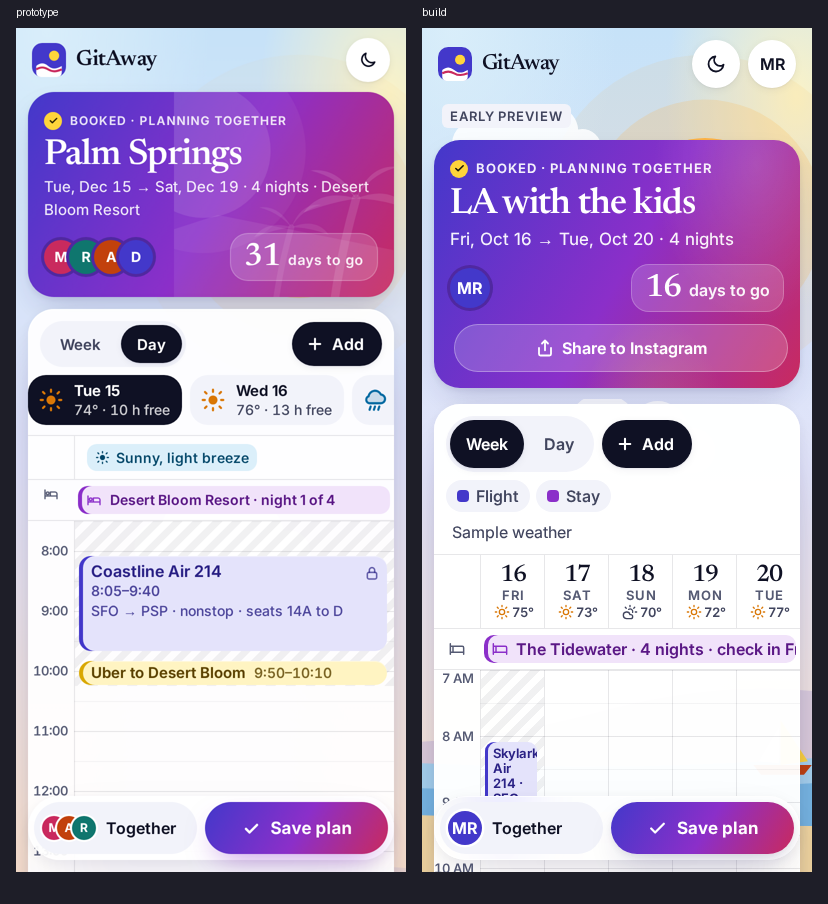 prototype
GitAway
BOOKED · PLANNING TOGETHER
Palm Springs
Tue, Dec 15 → Sat, Dec 19 · 4 nights · Desert
Bloom Resort
M R A D
31 days to go
Week Day + Add
Tue 15
74° · 10 h free
Wed 16
76° · 13 h free
Sunny, light breeze
Desert Bloom Resort · night 1 of 4
8:00
Coastline Air 214
8:05–9:40
9:00
SFO → PSP · nonstop · seats 14A to D
10:00
Uber to Desert Bloom 9:50–10:10
11:00
12:00
M A R Together
Save plan
build
GitAway
MR
EARLY PREVIEW
BOOKED · PLANNING TOGETHER
LA with the kids
Fri, Oct 16 → Tue, Oct 20 · 4 nights
MR
16 days to go
Share to Instagram
Week Day + Add
Flight Stay
Sample weather
16 17 18 19 20
FRI SAT SUN MON TUE
75° 73° 70° 72° 77°
The Tidewater · 4 nights · check in
7 AM
8 AM
Skylark
Air
214 ·
MR Together
Save plan
10 AM